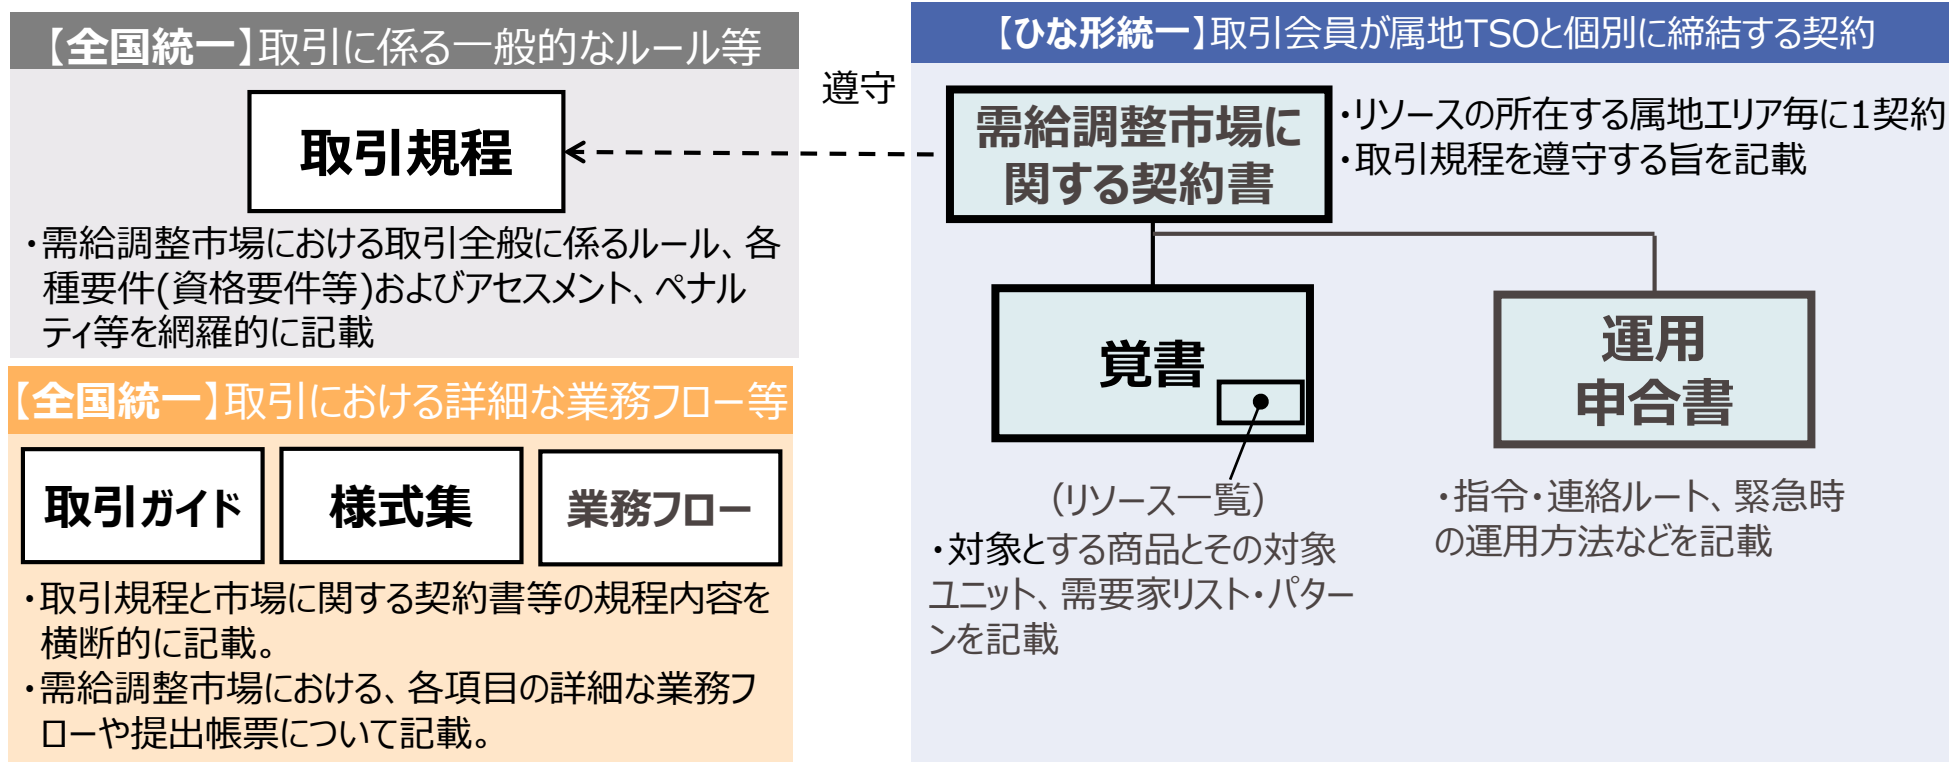 【全国統一】取引に係る一般的なルール等
取引規程
・需給調整市場における取引全般に係るルール、各
種要件(資格要件等)およびアセスメント、ペナル
ティ等を網羅的に記載
【全国統一】取引における詳細な業務フロー等
取引ガイド
様式集
業務フロー
・取引規程と市場に関する契約書等の規程内容を
横断的に記載。
・需給調整市場における、各項目の詳細な業務フ
ローや提出帳票について記載。
遵守
【ひな形統一】取引会員が属地TSOと個別に締結する契約
需給調整市場に
関する契約書
・リソースの所在する属地エリア毎に1契約
・取引規程を遵守する旨を記載
覚書
(リソース一覧)
・対象とする商品とその対象
ユニット、需要家リスト・パター
ンを記載
運用
申合書
・指令・連絡ルート、緊急時
の運用方法などを記載